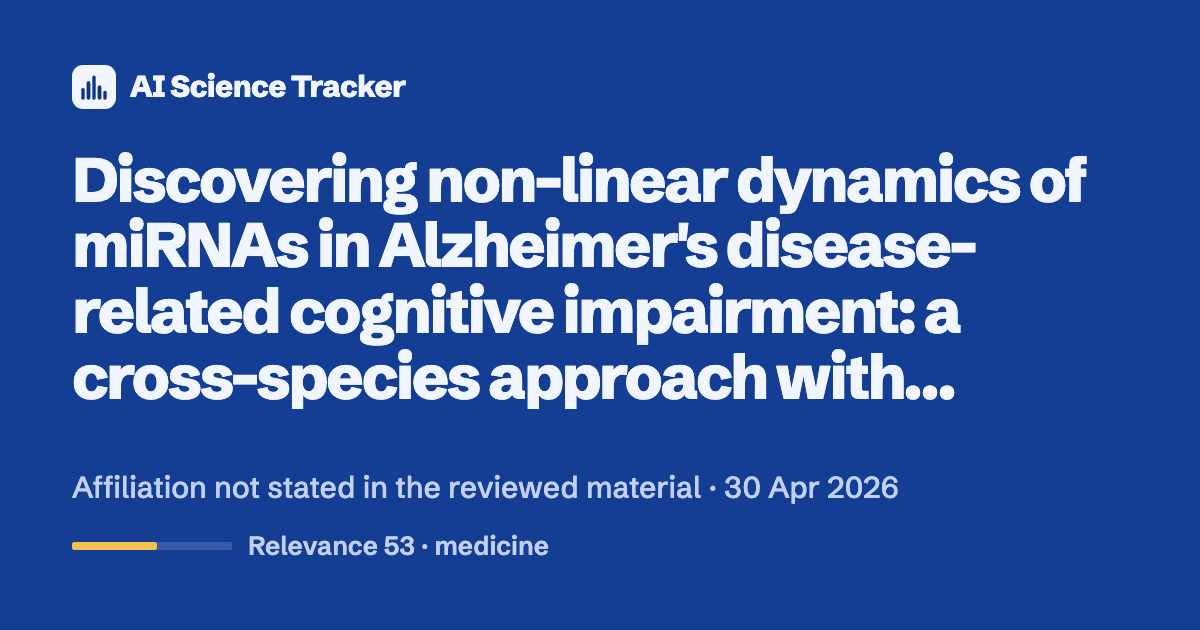 AI Science Tracker
Discovering non-linear dynamics of
miRNAs in Alzheimer's disease-
related cognitive impairment: a
cross-species approach with...
Affiliation not stated in the reviewed material · 30 Apr 2026
Relevance 53 · medicine